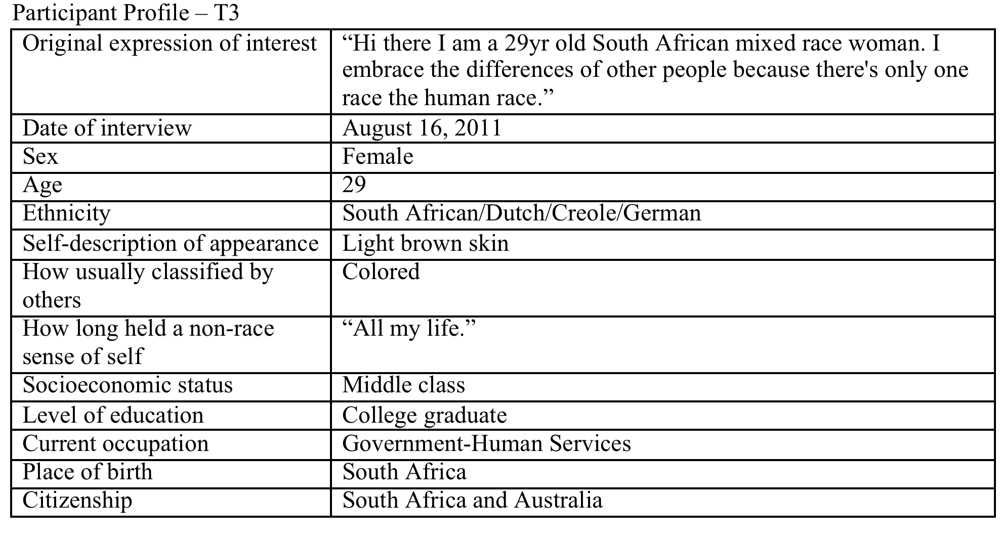 Participant Profile – T3
Original expression of interest
“Hi there I am a 29yr old South African mixed race woman. I
embrace the differences of other people because there's only one
race the human race.”
Date of interview
August 16, 2011
Sex
Female
Age
29
Ethnicity
South African/Dutch/Creole/German
Self-description of appearance
Light brown skin
How usually classified by
others
Colored
How long held a non-race
sense of self
“All my life.”
Socioeconomic status
Middle class
Level of education
College graduate
Current occupation
Government-Human Services
Place of birth
South Africa
Citizenship
South Africa and Australia